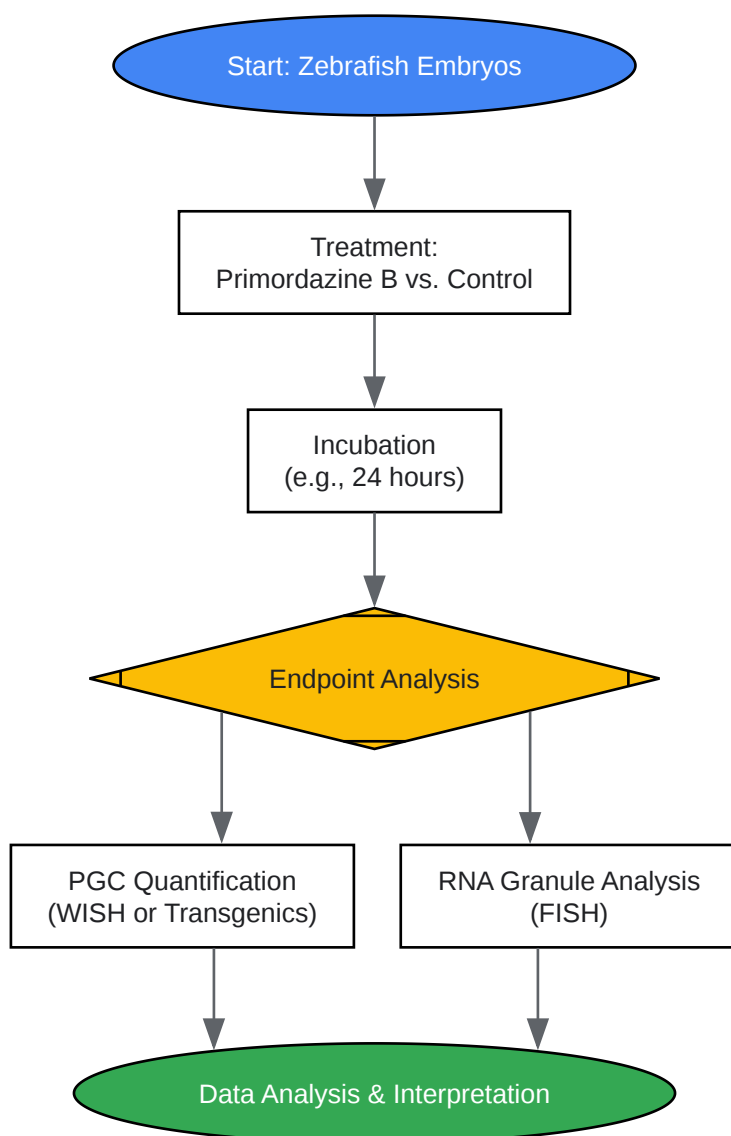 Start: Zebrafish Embryos
Treatment:
Primordazine B vs. Control
Incubation
(e.g., 24 hours)
Endpoint Analysis
PGC Quantification
(WISH or Transgenics)
RNA Granule Analysis
(FISH)
Data Analysis & Interpretation